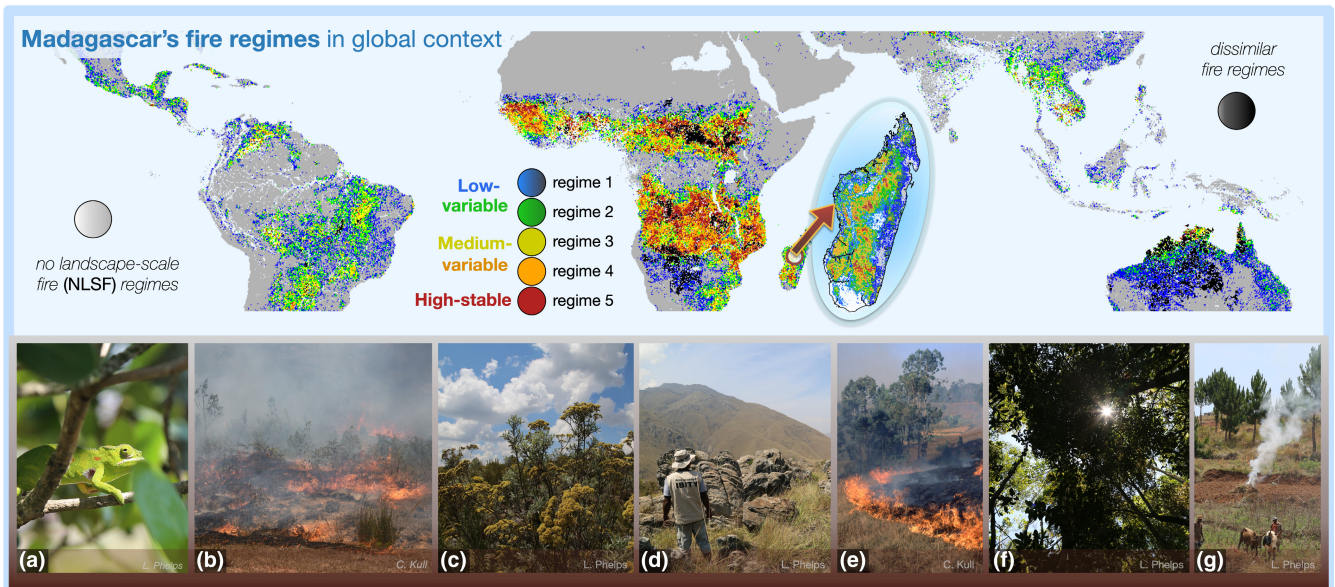 Madagascar's fire regimes in global context
dissimilar
fire regimes
no landscape-scale
fire (NLSF) regimes
Low-
variable
Medium-
variable
High-stable
regime 1
regime 2
regime 3
regime 4
regime 5
IBITY
(a)
L. Phelps
(b)
C. Kull
(c)
L. Phelps
(d)
L. Phelps
(e)
C. Kull
(f)
L. Phelps
(g)
L. Phelps